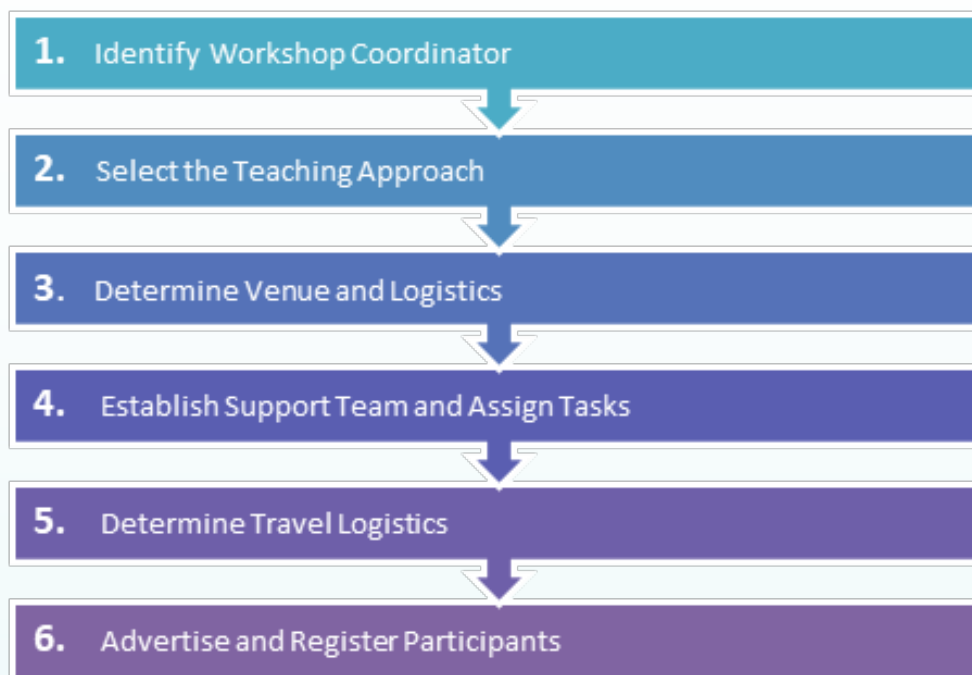 1. Identify Workshop Coordinator
2. Select the Teaching Approach
3. Determine Venue and Logistics
4. Establish Support Team and Assign Tasks
5. Determine Travel Logistics
6. Advertise and Register Participants